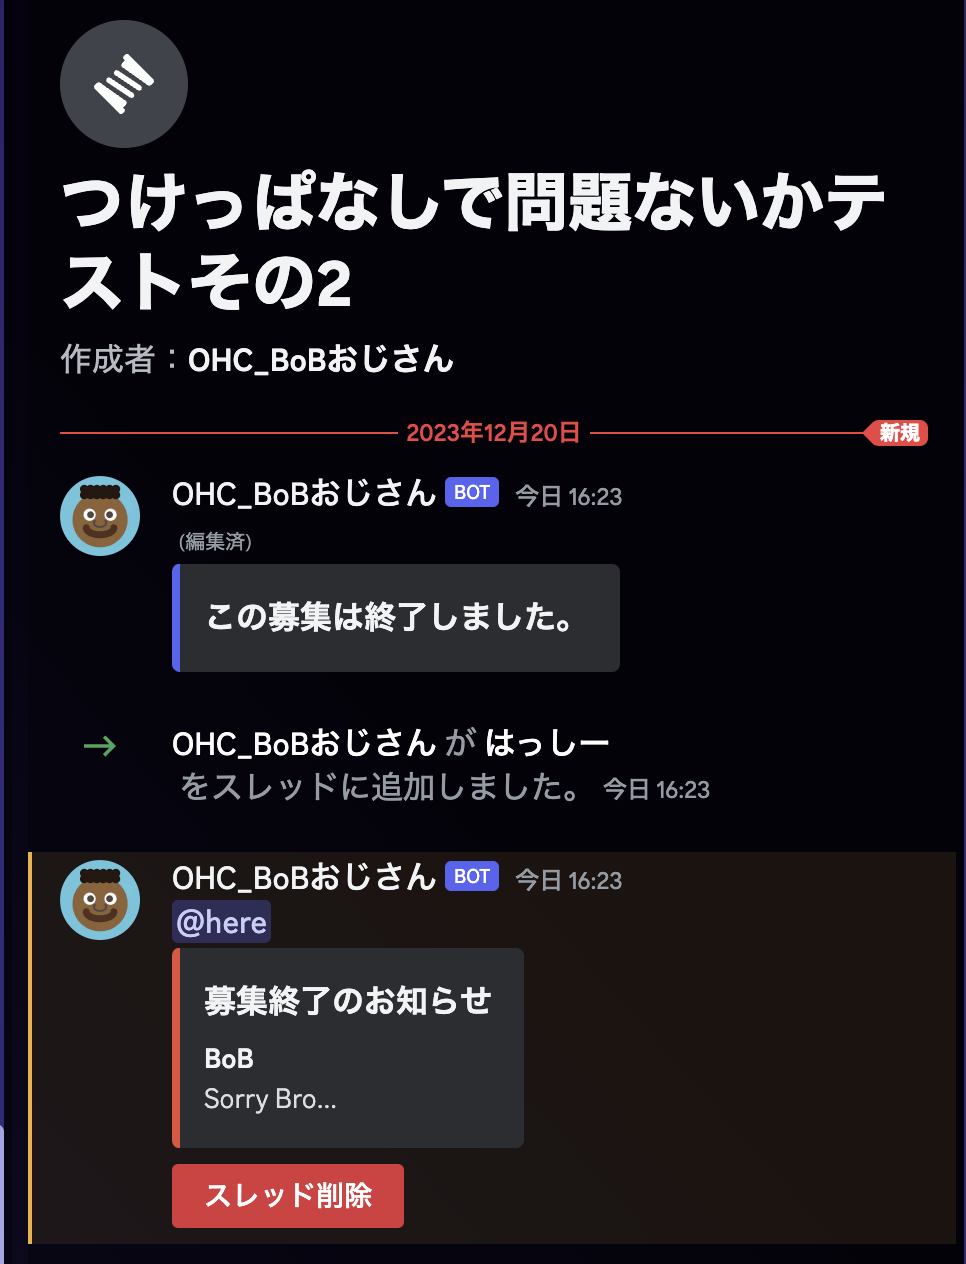 つけっぱなしで問題ないかテ
ストその2
作成者：OHC_BoBおじさん
2023年12月20日 新規
OHC_BoBおじさん BOT 今日 16:23
(編集済)
この募集は終了しました。
OHC_BoBおじさん が はっしー
をスレッドに追加しました。 今日 16:23
OHC_BoBおじさん BOT 今日 16:23
@here
募集終了のお知らせ
BoB
Sorry Bro...
スレッド削除